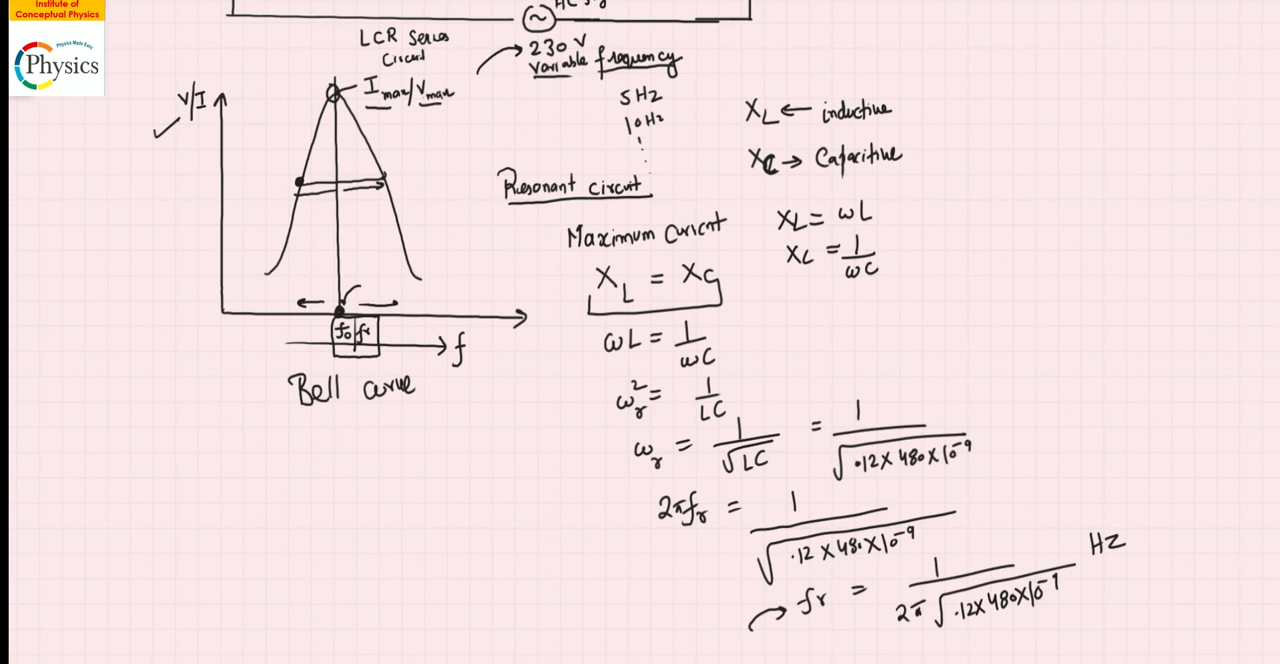 Institute of
Conceptual Physics
Physics Made Easy
Physics
LCR Series
Circuit
230 V
Variable frequency
5Hz
10Hz
V/I
Imax/Vmax
XL ← inductive
XC → Capacitive
Resonant circuit
Maximum Current
XL = ωL
XC = 1/ωC
XL = XC
ωL = 1/ωC
f₀/fr
f
Bell curve
ωr² = 1/LC
ωr = 1/√LC = 1/√(.12×480×10⁻⁹)
2πfr = 1/√(.12×480×10⁻⁹)
fr = 1/2π√(.12×480×10⁻⁹) Hz